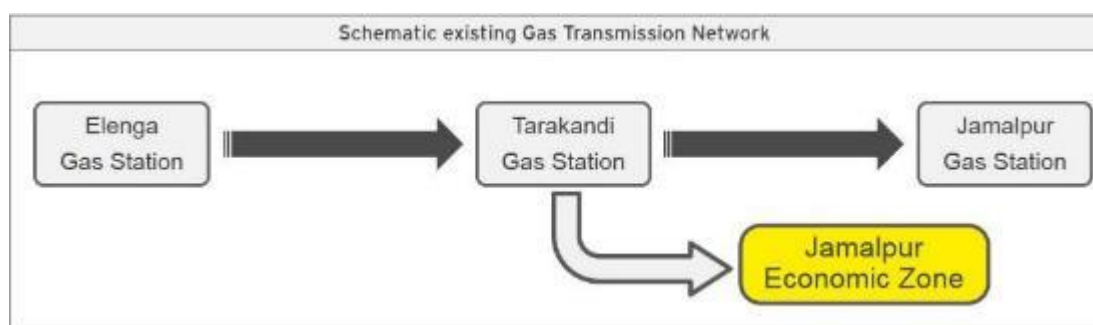 Schematic existing Gas Transmission Network
Elenga
Gas Station
Tarakandi
Gas Station
Jamalpur
Gas Station
Jamalpur
Economic Zone